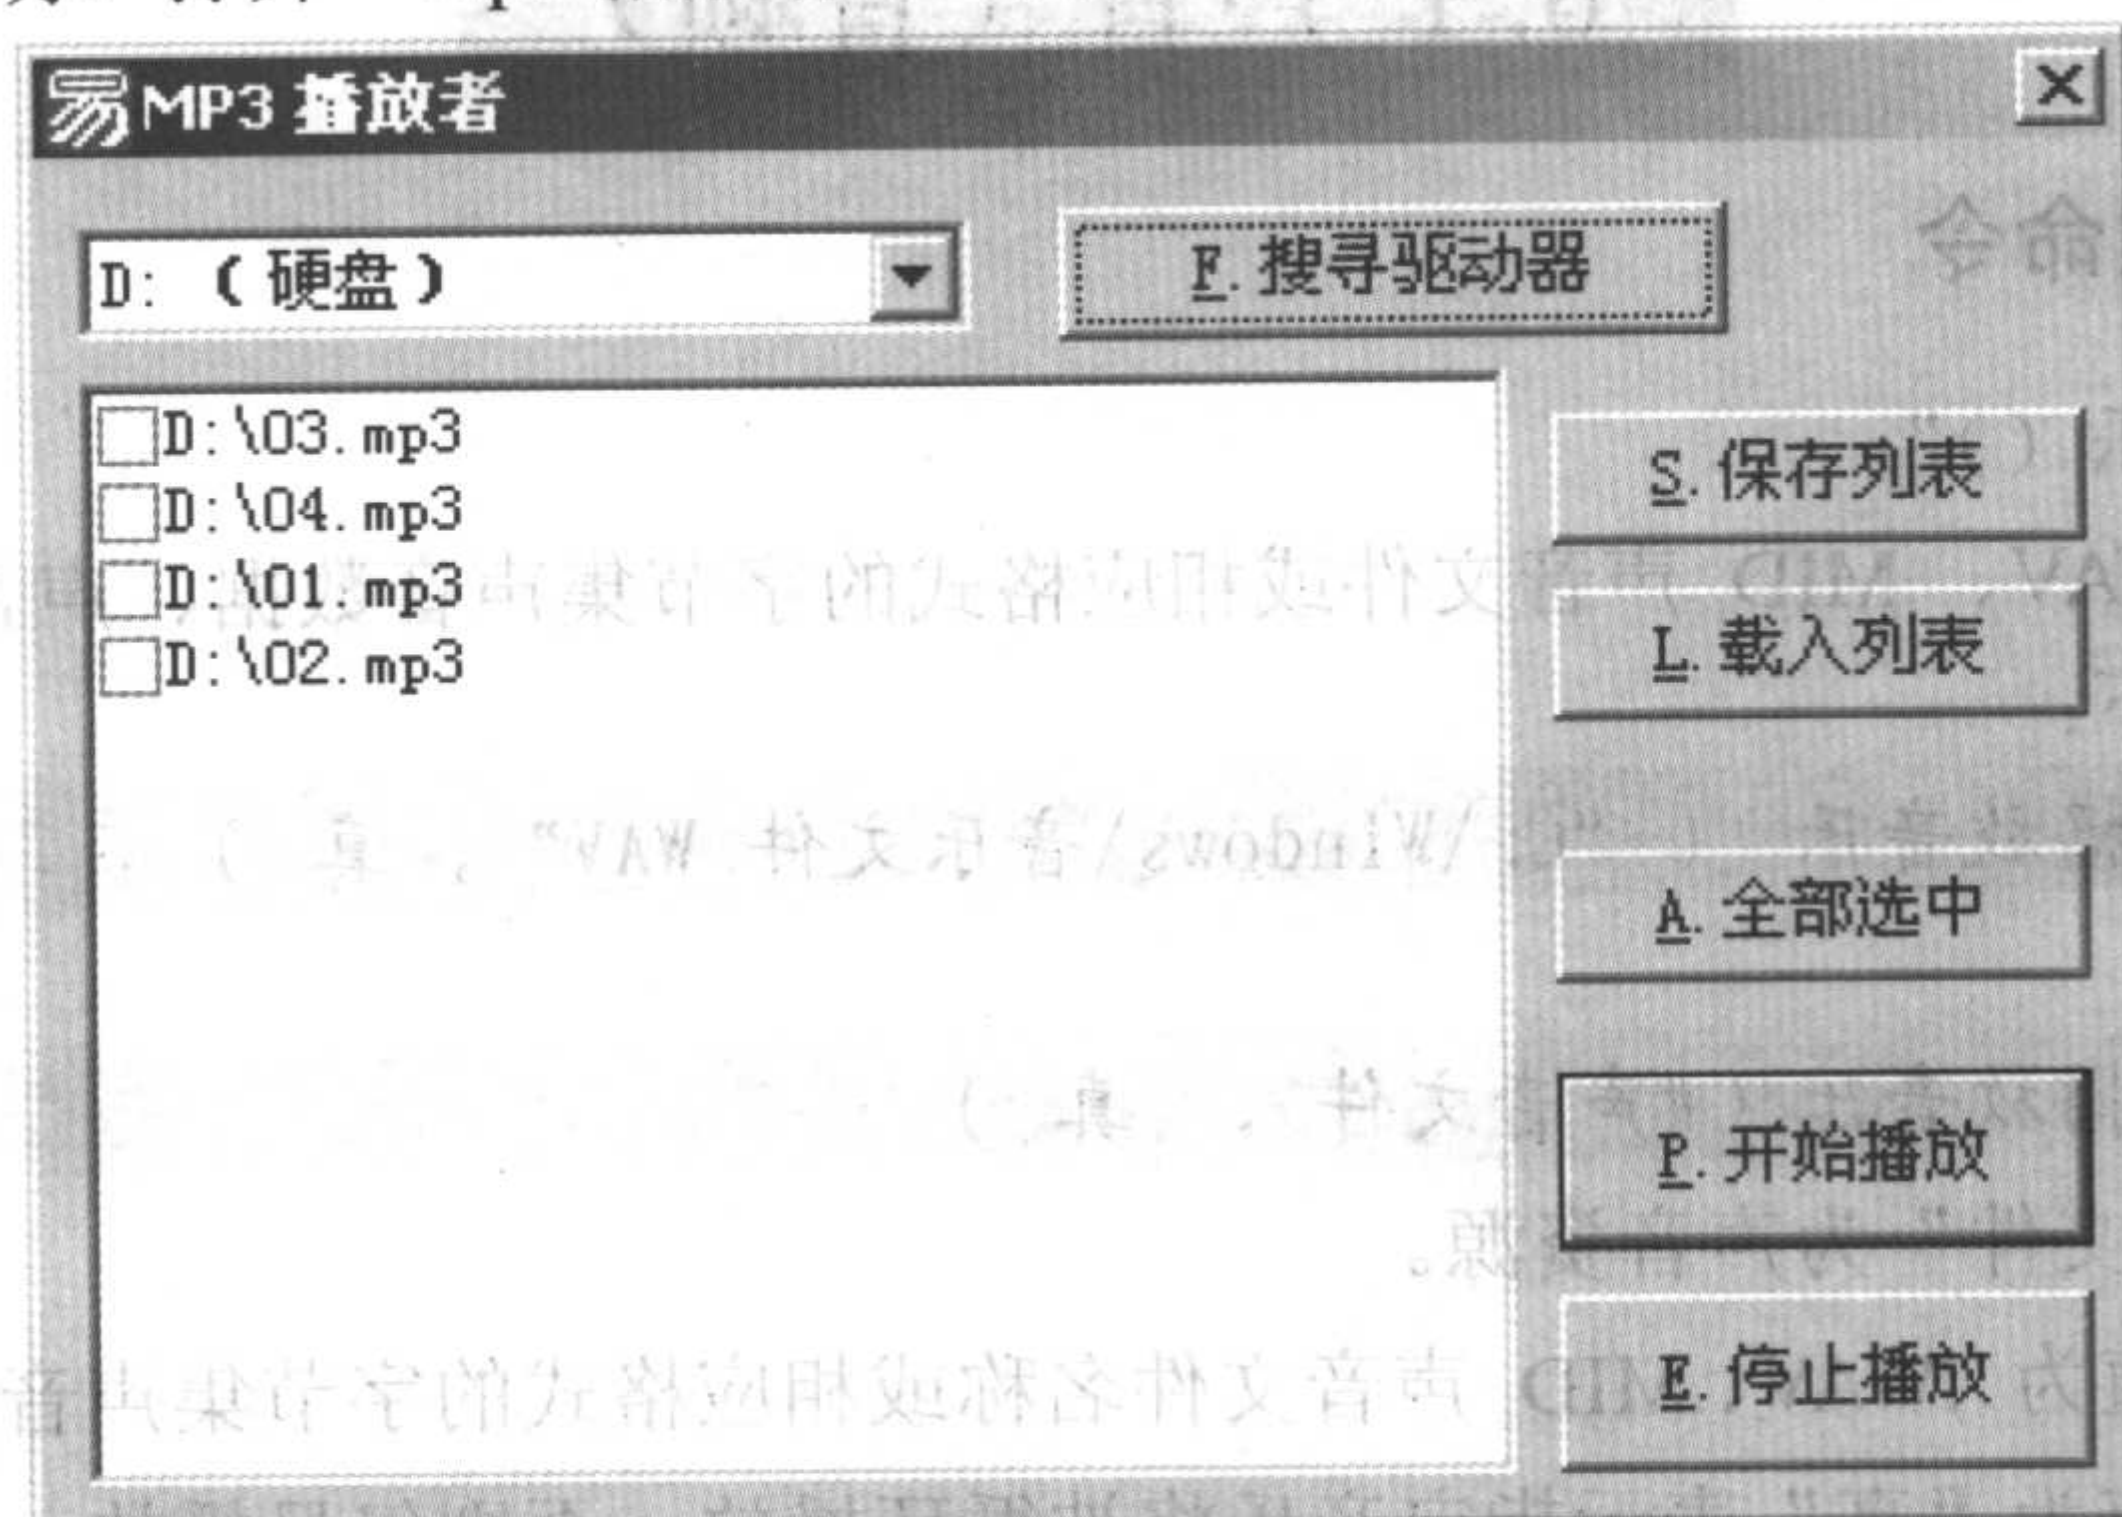 易 MP3 播放者
D: (硬盘)
F. 搜寻驱动器
D:\03.mp3
D:\04.mp3
D:\01.mp3
D:\02.mp3
S. 保存列表
L. 载入列表
A. 全部选中
P. 开始播放
E. 停止播放